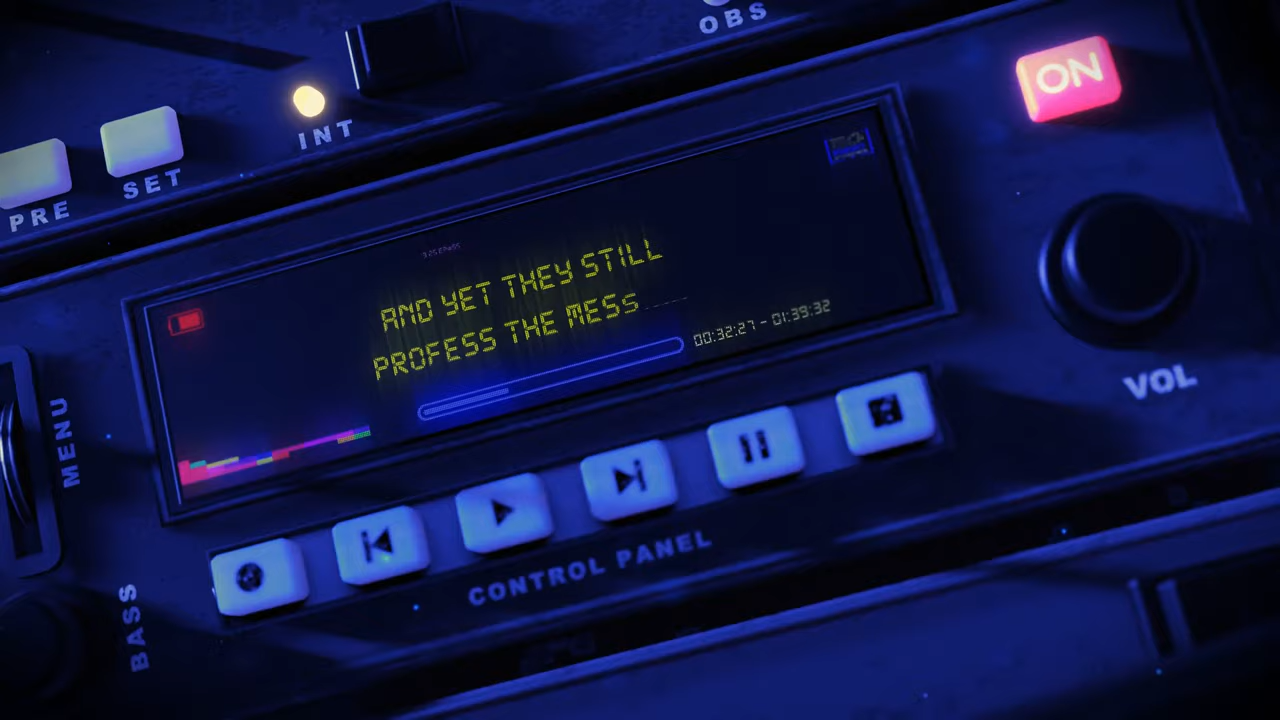 OBS
ON
INT
SET
PRE
AND YET THEY STILL
PROFESS THE MESS
00:32:27 - 01:39:32
MENU
VOL
CONTROL PANEL
BASS